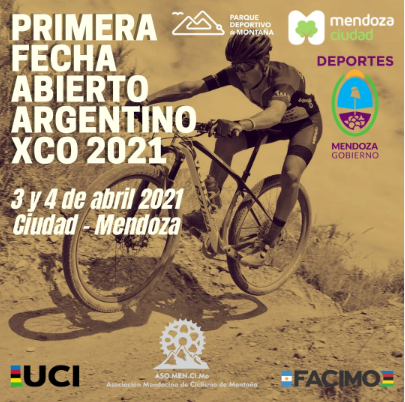 PRIMERA
FECHA
ABIERTO
ARGENTINO
XCO 2021
3 y 4 de abril 2021
Ciudad - Mendoza
PARQUE
DEPORTIVO
de MONTAÑA
mendoza
ciudad
DEPORTES
MENDOZA
GOBIERNO
UCI
ASO.MEN.CI.Mo
Asociación Mendocina de Ciclismo de Montaña
FACIMO